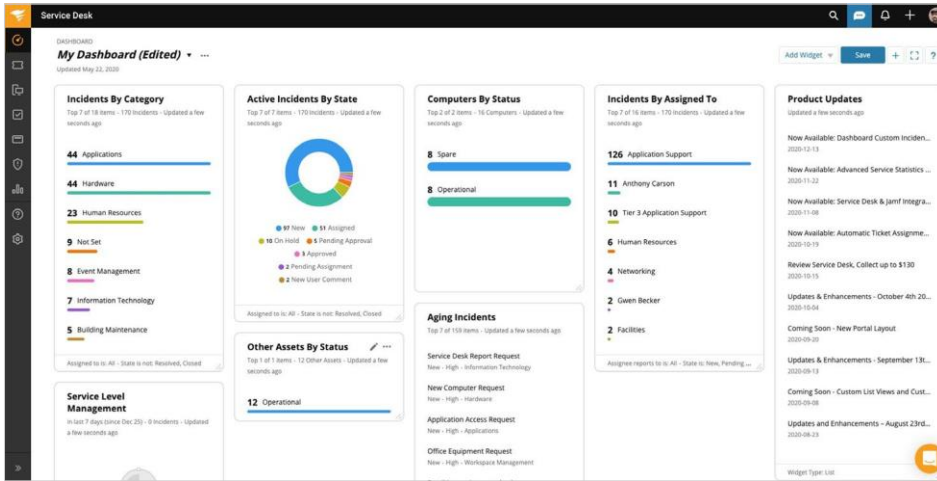 Service Desk
DASHBOARD
My Dashboard (Edited)
Updated May 22, 2020
Add Widget
Save
+
?
Incidents By Category
Top 7 of 18 items - 170 Incidents - Updated a few
seconds ago
44 Applications
44 Hardware
23 Human Resources
9 Not Set
8 Event Management
7 Information Technology
5 Building Maintenance
Assigned to is: All - State is not: Resolved, Closed
Service Level
Management
in last 7 days (since Dec 25) - 0 Incidents - Updated
a few seconds ago
Active Incidents By State
Top 7 of 7 items - 170 Incidents - Updated a few
seconds ago
97 New 51 Assigned
10 On Hold 5 Pending Approval
3 Approved
2 Pending Assignment
2 New User Comment
Assigned to is: All - State is not: Resolved, Closed
Other Assets By Status
Top 1 of 1 items - 12 Other Assets - Updated a few
seconds ago
12 Operational
Computers By Status
Top 2 of 2 items - 16 Computers - Updated a few
seconds ago
8 Spare
8 Operational
Aging Incidents
Top 7 of 159 items - Updated a few seconds ago
Service Desk Report Request
New - High - Information Technology
New Computer Request
New - High - Hardware
Application Access Request
New - High - Applications
Office Equipment Request
New - High - Workspace Management
Incidents By Assigned To
Top 7 of 16 items - 170 Incidents - Updated a few
seconds ago
126 Application Support
11 Anthony Carson
10 Tier 3 Application Support
6 Human Resources
4 Networking
2 Gwen Becker
2 Facilities
Assignee reports to is: All - State is: New, Pending ...
Product Updates
Updated a few seconds ago
Now Available: Dashboard Custom Inciden...
2020-12-13
Now Available: Advanced Service Statistics ...
2020-11-22
Now Available: Service Desk & Jamf Integra...
2020-11-08
Now Available: Automatic Ticket Assignme...
2020-10-19
Review Service Desk, Collect up to $130
2020-10-15
Updates & Enhancements - October 4th 20...
2020-10-04
Coming Soon - New Portal Layout
2020-09-20
Updates & Enhancements - September 13t...
2020-09-13
Coming Soon - Custom List Views and Cust...
2020-09-08
Updates and Enhancements – August 23rd...
2020-08-23
Widget Type: List